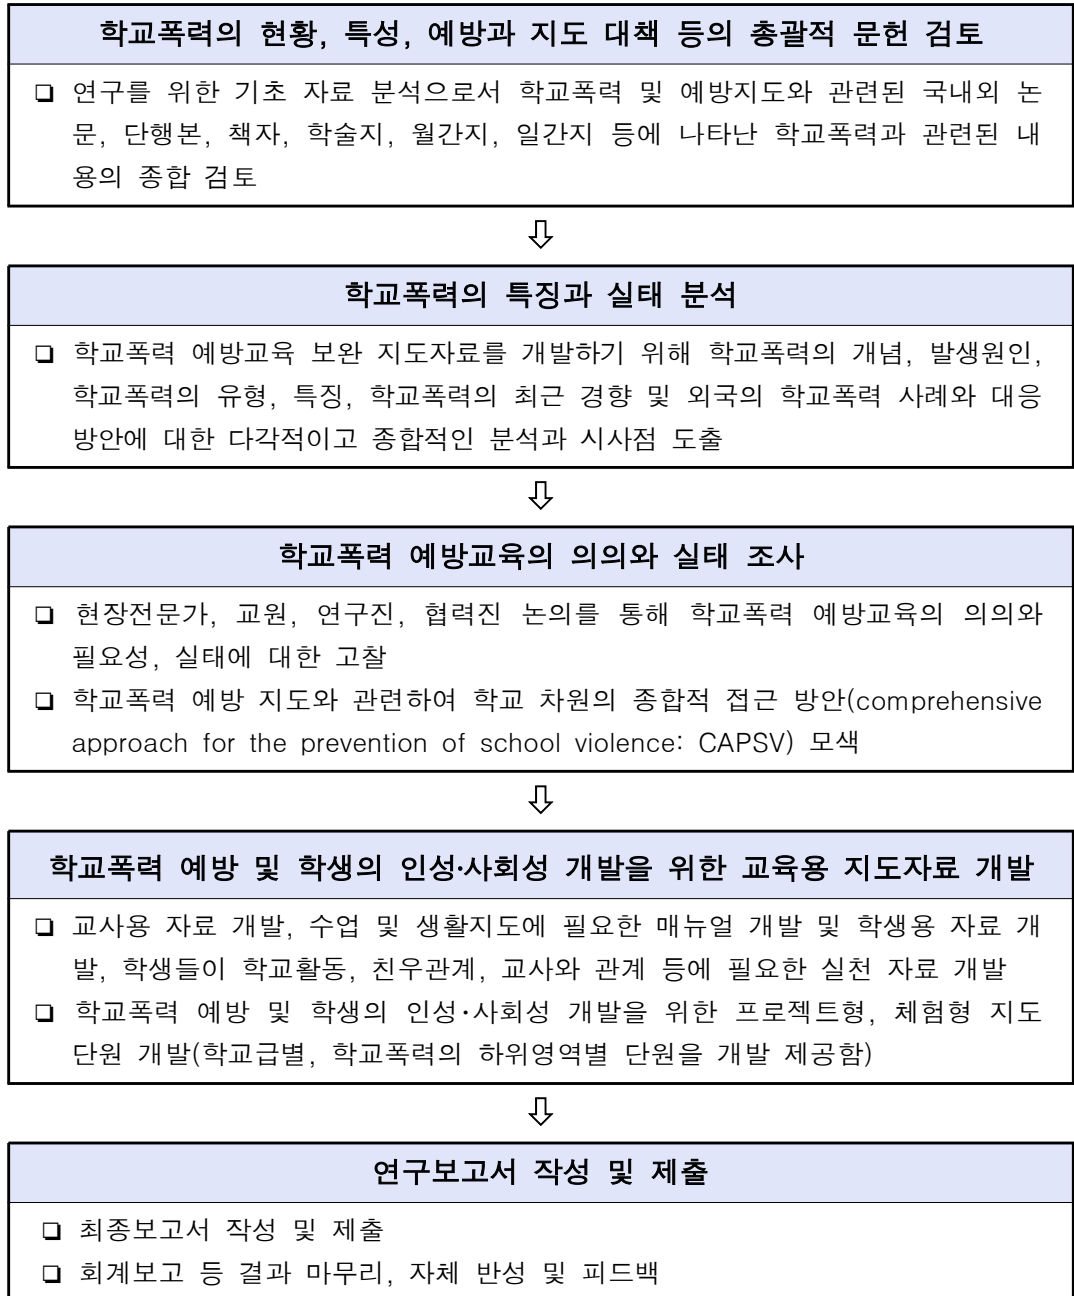 학교폭력의 현황, 특성, 예방과 지도 대책 등의 총괄적 문헌 검토
❏ 연구를 위한 기초 자료 분석으로서 학교폭력 및 예방지도와 관련된 국내외 논
문, 단행본, 책자, 학술지, 월간지, 일간지 등에 나타난 학교폭력과 관련된 내
용의 종합 검토
⇩
학교폭력의 특징과 실태 분석
❏ 학교폭력 예방교육 보완 지도자료를 개발하기 위해 학교폭력의 개념, 발생원인,
학교폭력의 유형, 특징, 학교폭력의 최근 경향 및 외국의 학교폭력 사례와 대응
방안에 대한 다각적이고 종합적인 분석과 시사점 도출
⇩
학교폭력 예방교육의 의의와 실태 조사
❏ 현장전문가, 교원, 연구진, 협력진 논의를 통해 학교폭력 예방교육의 의의와
필요성, 실태에 대한 고찰
❏ 학교폭력 예방 지도와 관련하여 학교 차원의 종합적 접근 방안(comprehensive
approach for the prevention of school violence: CAPSV) 모색
⇩
학교폭력 예방 및 학생의 인성·사회성 개발을 위한 교육용 지도자료 개발
❏ 교사용 자료 개발, 수업 및 생활지도에 필요한 매뉴얼 개발 및 학생용 자료 개
발, 학생들이 학교활동, 친우관계, 교사와 관계 등에 필요한 실천 자료 개발
❏ 학교폭력 예방 및 학생의 인성·사회성 개발을 위한 프로젝트형, 체험형 지도
단원 개발(학교급별, 학교폭력의 하위영역별 단원을 개발 제공함)
⇩
연구보고서 작성 및 제출
❏ 최종보고서 작성 및 제출
❏ 회계보고 등 결과 마무리, 자체 반성 및 피드백